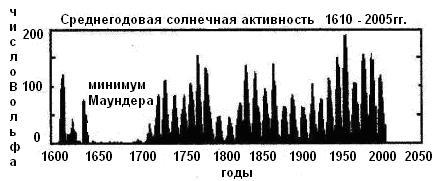 Среднегодовая солнечная активность 1610 - 2005гг.
число Вольфа
200
100
0
минимум
Маундера
1600 1650 1700 1750 1800 1850 1900 1950 2000 2050
годы